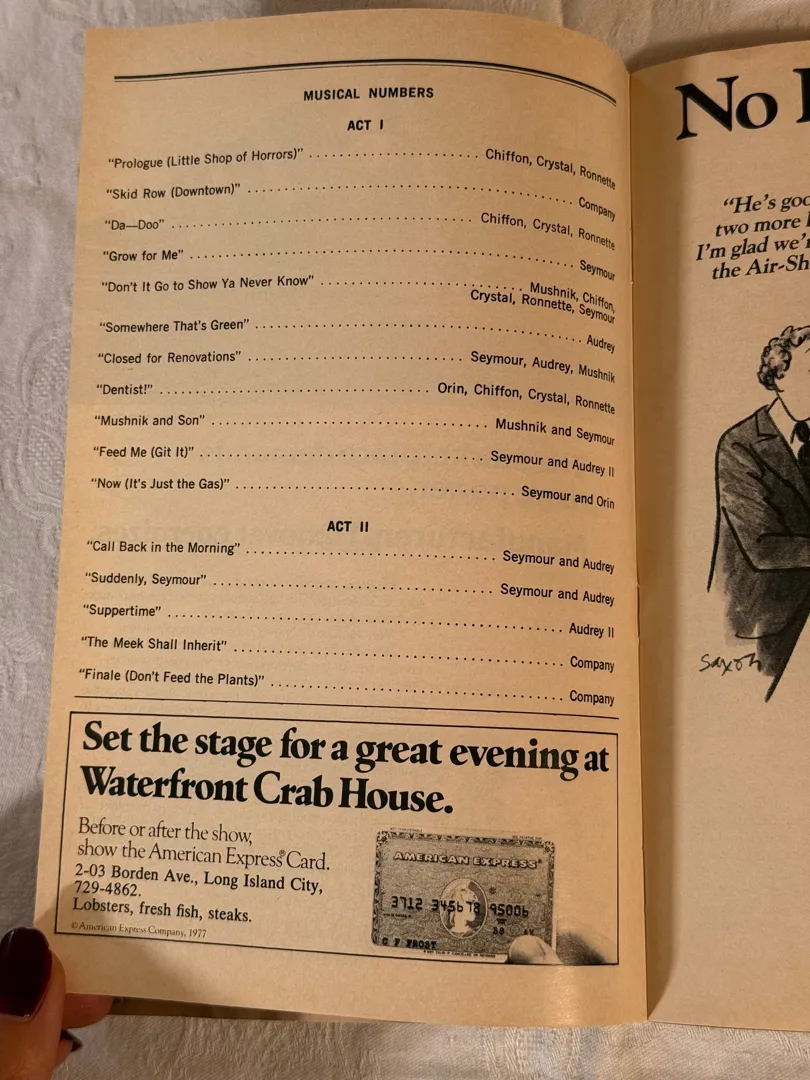 MUSICAL NUMBERS
ACT I
"Prologue (Little Shop of Horrors)" ..................... Chiffon, Crystal, Ronnette
"Skid Row (Downtown)" ..................... Company
"Da—Doo" ..................... Chiffon, Crystal, Ronnette
"Grow for Me" ..................... Seymour
"Don't It Go to Show Ya Never Know" ..................... Mushnik, Chiffon,
Crystal, Ronnette, Seymour
"Somewhere That's Green" ..................... Audrey
"Closed for Renovations" ..................... Seymour, Audrey, Mushnik
"Dentist!" ..................... Orin, Chiffon, Crystal, Ronnette
"Mushnik and Son" ..................... Mushnik and Seymour
"Feed Me (Git It)" ..................... Seymour and Audrey II
"Now (It's Just the Gas)" ..................... Seymour and Orin
ACT II
"Call Back in the Morning" ..................... Seymour and Audrey
"Suddenly, Seymour" ..................... Seymour and Audrey
"Suppertime" ..................... Audrey II
"The Meek Shall Inherit" ..................... Company
"Finale (Don't Feed the Plants)" ..................... Company
Set the stage for a great evening at
Waterfront Crab House.
Before or after the show,
show the American Express® Card.
2-03 Borden Ave., Long Island City,
729-4862.
Lobsters, fresh fish, steaks.
© American Express Company, 1977
AMERICAN EXPRESS®
3712 345678 95006
C F FROST
No
"He's goo
two more
I'm glad we'r
the Air-Sh
saxon